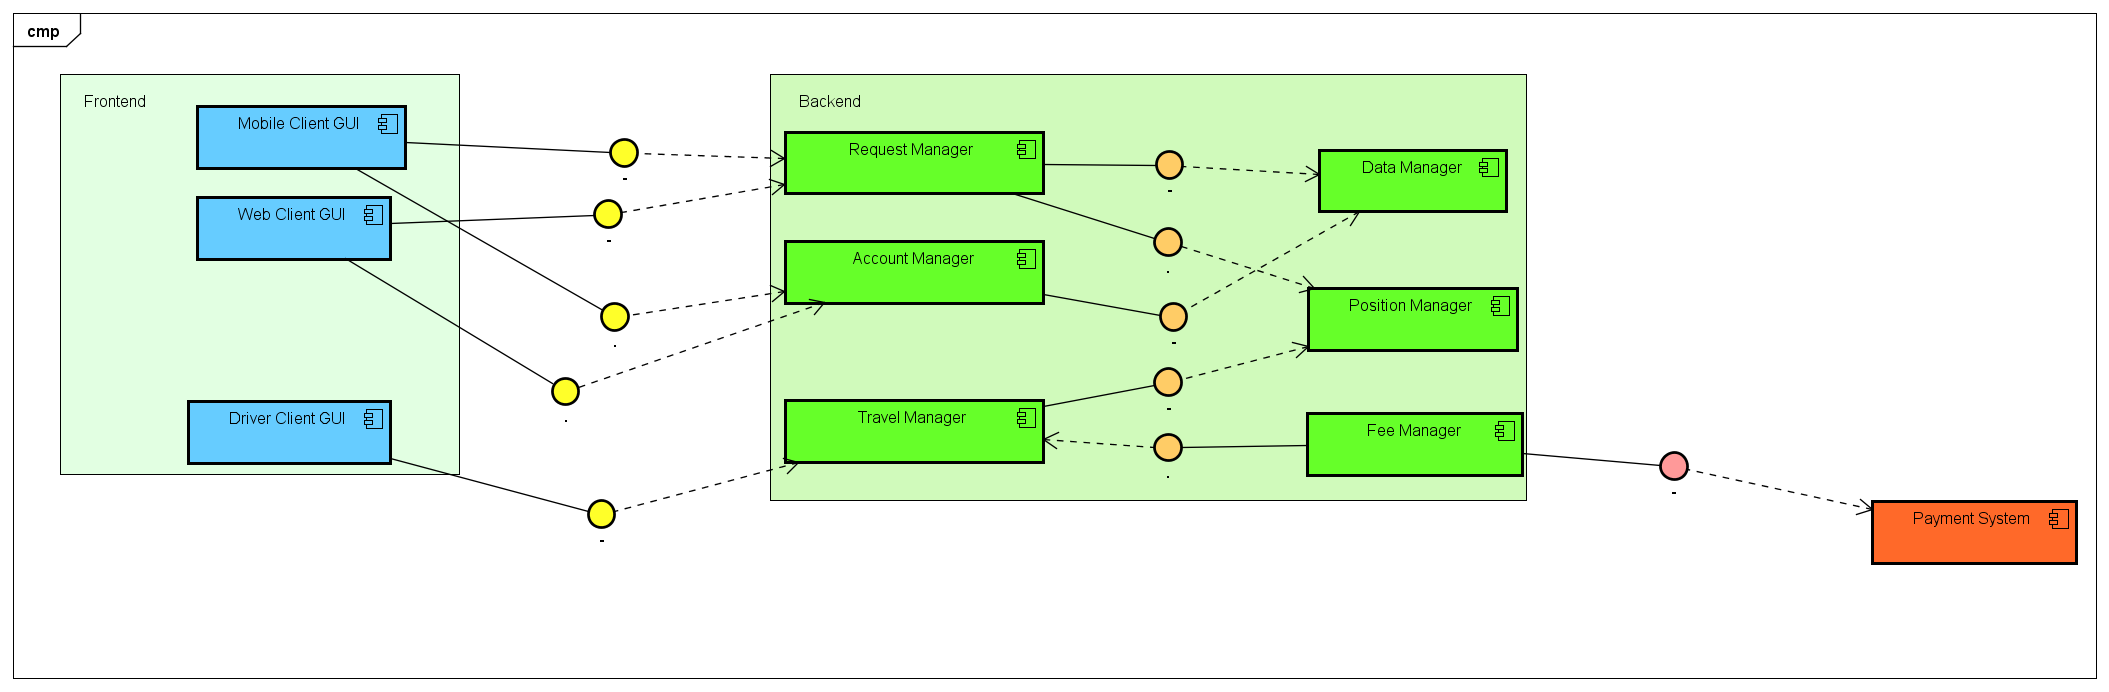 cmp
Frontend
Mobile Client GUI
Web Client GUI
Driver Client GUI
Backend
Request Manager
Account Manager
Travel Manager
Data Manager
Position Manager
Fee Manager
Payment System